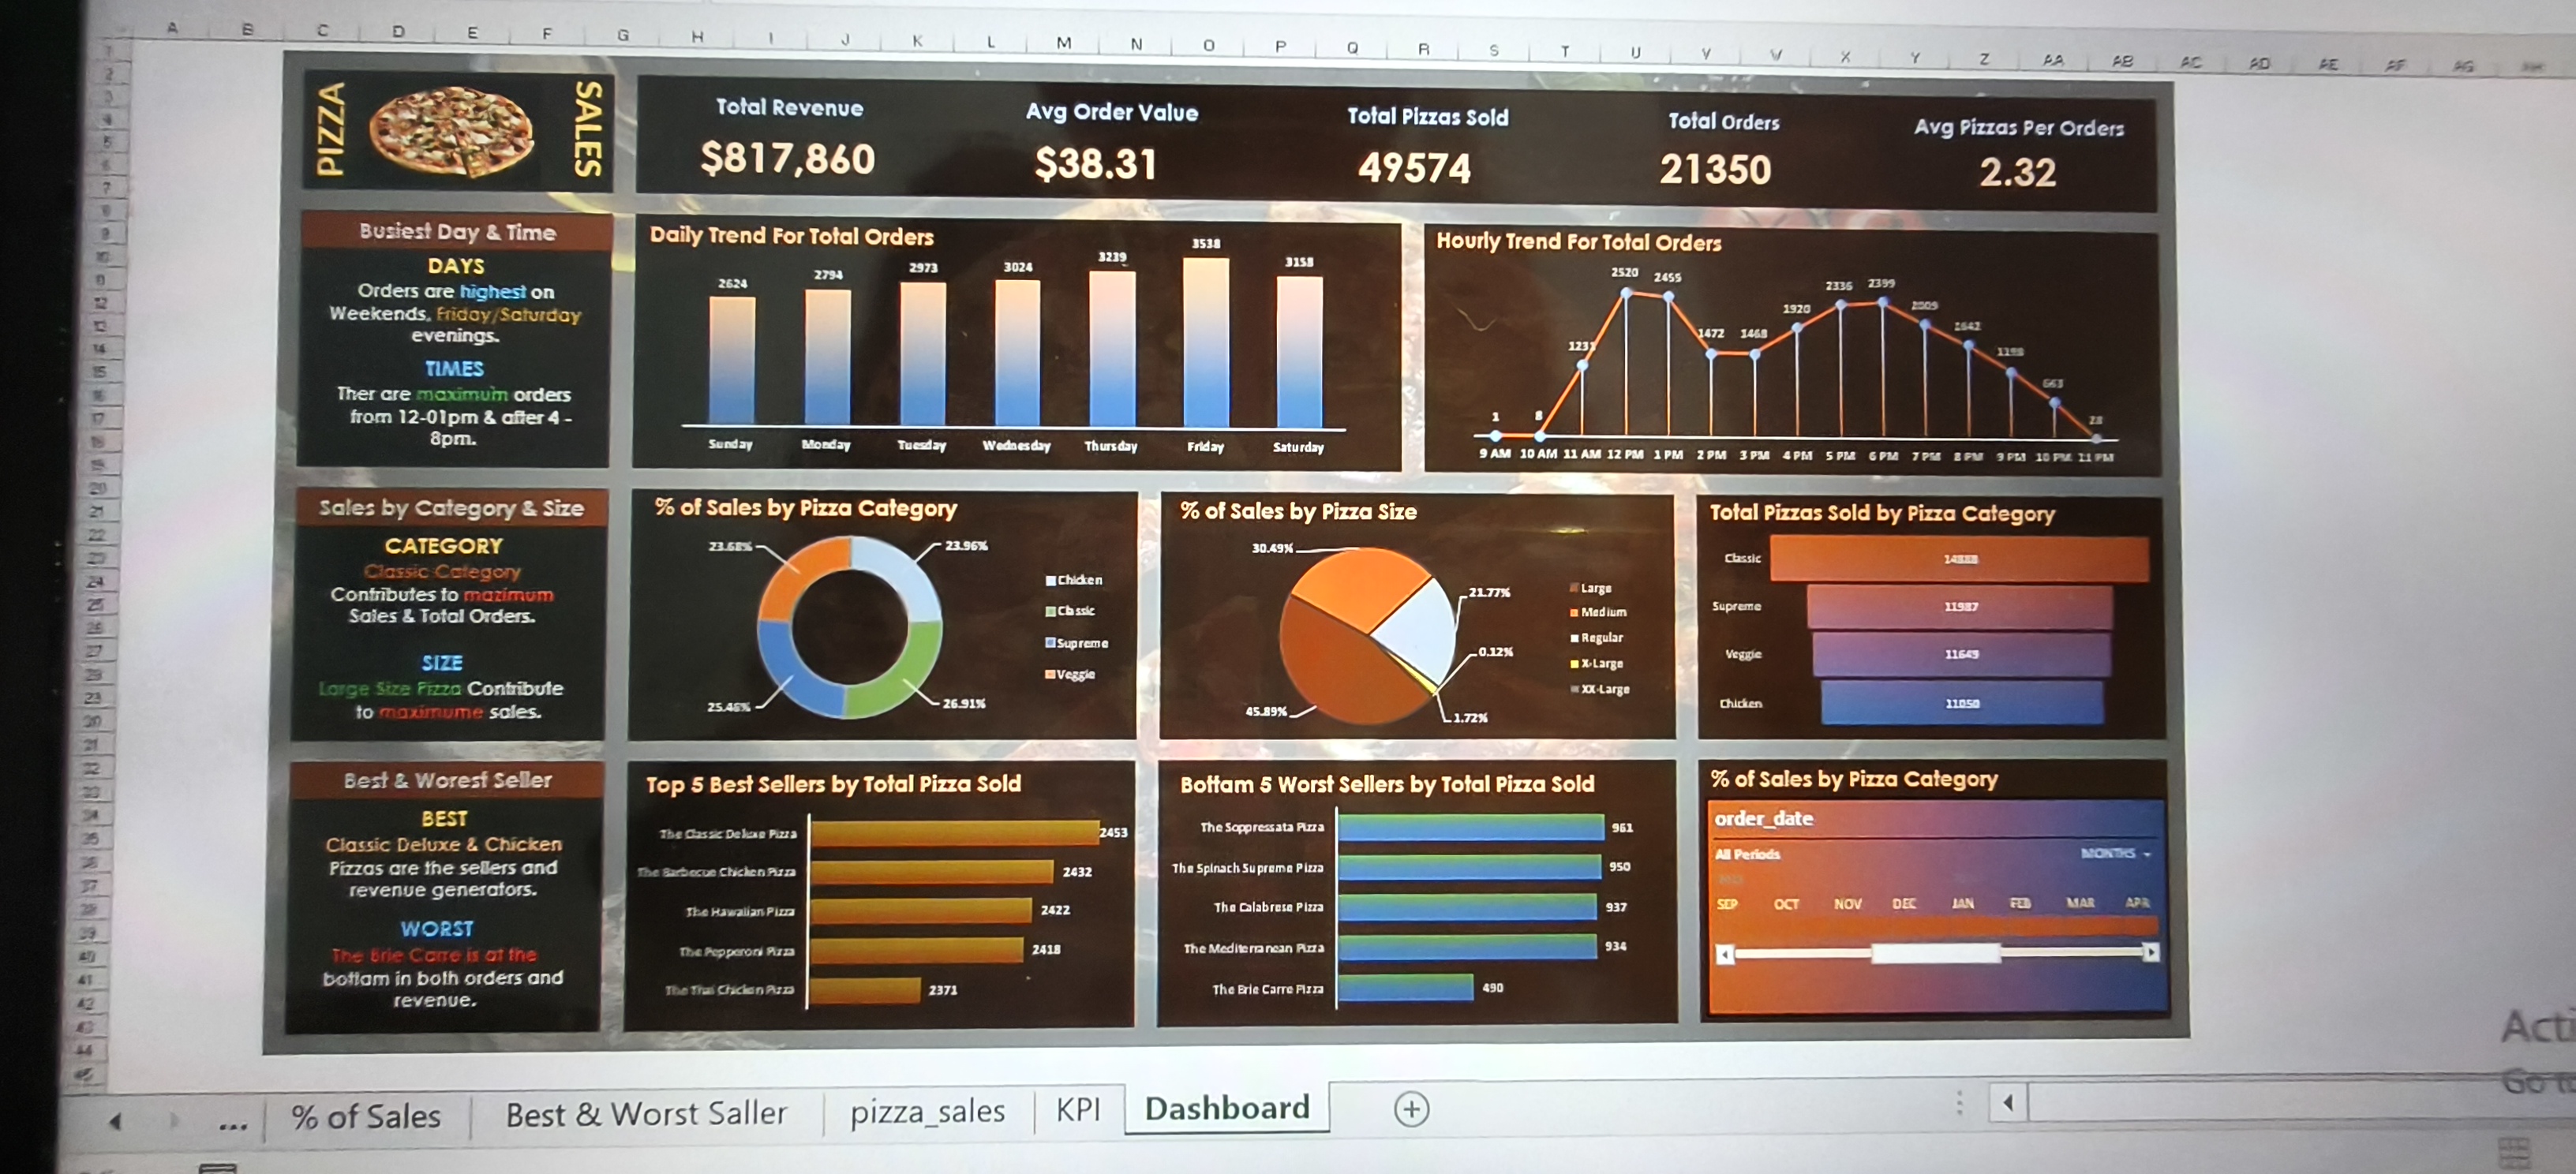 A B C D E F G H I J K L M N O P Q R S T U V W X Y Z AA AB AC AD AE AF AG
PIZZA
SALES
Total Revenue
$817,860
Avg Order Value
$38.31
Total Pizzas Sold
49574
Total Orders
21350
Avg Pizzas Per Orders
2.32
Busiest Day & Time
DAYS
Orders are highest on
Weekends, Friday/Saturday
evenings.
TIMES
Ther are maximum orders
from 12-01pm & after 4 -
8pm.
Daily Trend For Total Orders
2624 2794 2973 3024 3239 3538 3158
Sunday Monday Tuesday Wednesday Thursday Friday Saturday
Hourly Trend For Total Orders
1 8 1231 2520 2455 1472 1468 1920 2336 2399 2009 1642 1198 663 28
9 AM 10 AM 11 AM 12 PM 1 PM 2 PM 3 PM 4 PM 5 PM 6 PM 7 PM 8 PM 9 PM 10 PM 11 PM
Sales by Category & Size
CATEGORY
Classic Category
Contributes to mazimum
Sales & Total Orders.
SIZE
Large Size Pizza Contribute
to maximume sales.
% of Sales by Pizza Category
23.68%
23.96%
25.46%
26.91%
Chicken
Classic
Supreme
Veggie
% of Sales by Pizza Size
30.49%
21.77%
0.12%
1.72%
45.89%
Large
Medium
Regular
X-Large
XX-Large
Total Pizzas Sold by Pizza Category
Classic 14888
Supreme 11987
Veggie 11649
Chicken 11050
Best & Worest Seller
BEST
Classic Deluxe & Chicken
Pizzas are the sellers and
revenue generators.
WORST
The Brie Carre is at the
bottam in both orders and
revenue.
Top 5 Best Sellers by Total Pizza Sold
The Classic Deluxe Pizza 2453
The Barbecue Chicken Pizza 2432
The Hawaiian Pizza 2422
The Pepperoni Pizza 2418
The Thai Chicken Pizza 2371
Bottam 5 Worst Sellers by Total Pizza Sold
The Soppressata Pizza 961
The Spinach Supreme Pizza 950
The Calabrese Pizza 937
The Mediterranean Pizza 934
The Brie Carre Pizza 490
% of Sales by Pizza Category
order_date
All Periods MONTHS
SEP OCT NOV DEC JAN FEB MAR APR
... % of Sales Best & Worst Saller pizza_sales KPI Dashboard